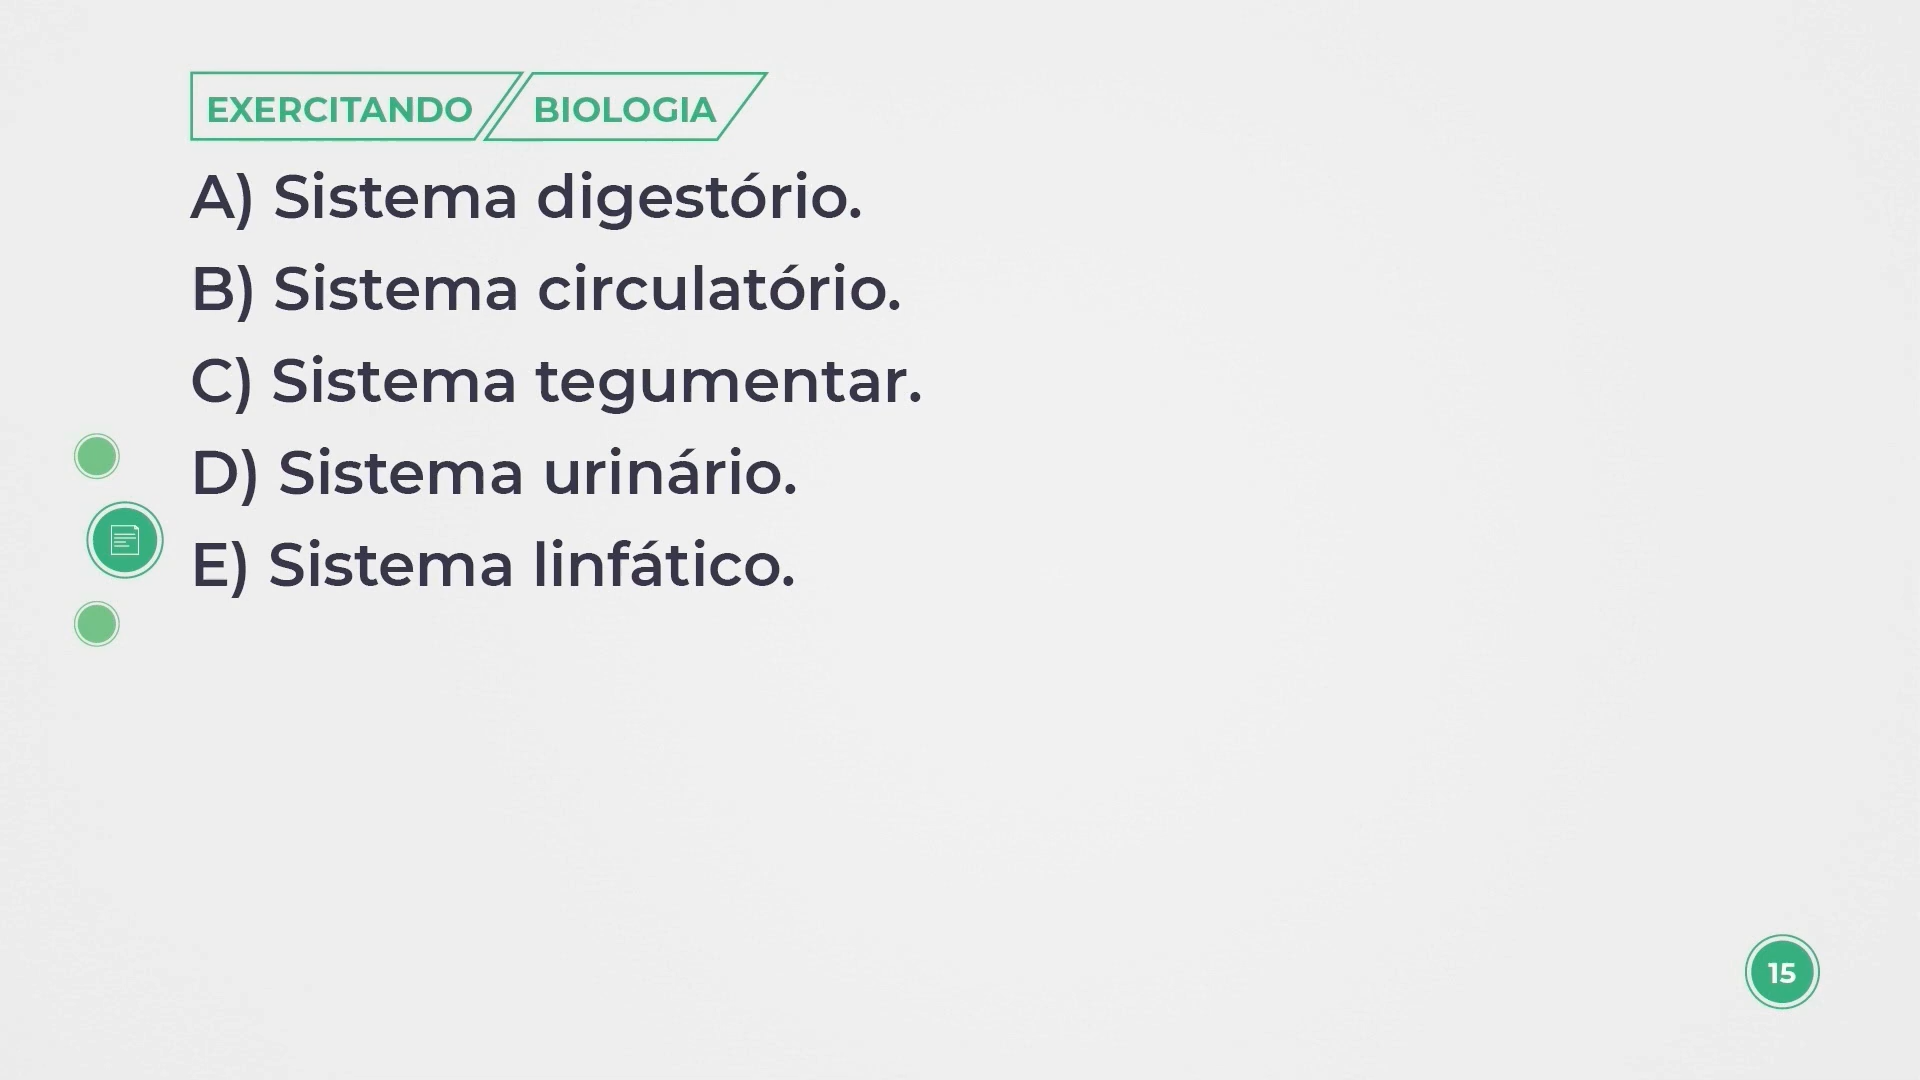 EXERCITANDO BIOLOGIA
A) Sistema digestório.
B) Sistema circulatório.
C) Sistema tegumentar.
D) Sistema urinário.
E) Sistema linfático.
15